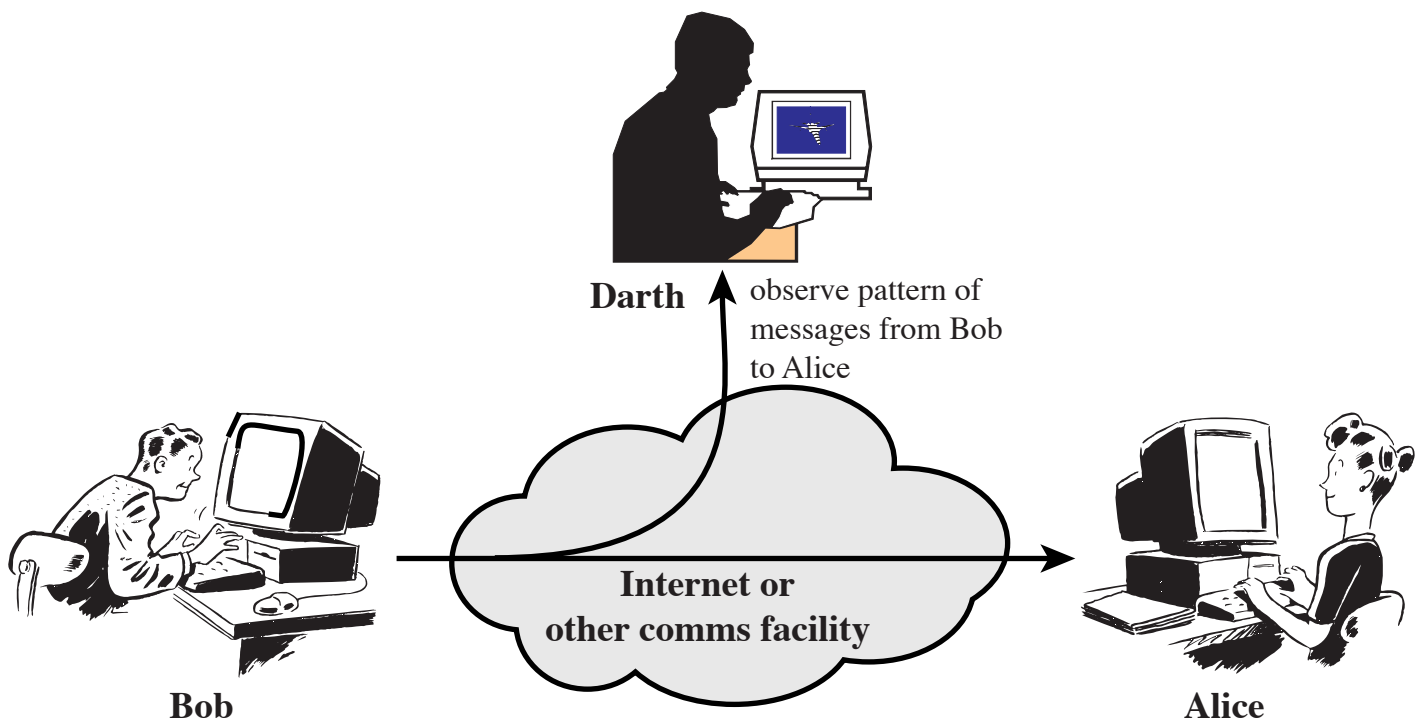 Darth
observe pattern of
messages from Bob
to Alice
Internet or
other comms facility
Bob
Alice